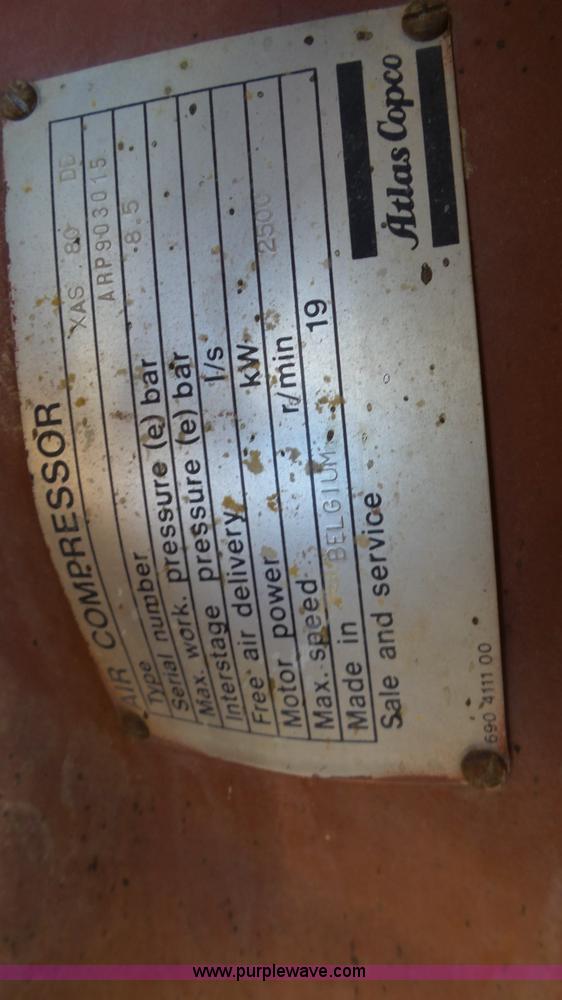 AIR COMPRESSOR
Type XAS 80 DD
Serial number ARP903015
Max. work. pressure (e) bar 8.5
Interstage pressure (e) bar
Free air delivery l/s
Motor power kW
Max. speed r/min 2500
Made in BELGIUM 19
Sale and service
Atlas Copco
690 4111 00
www.purplewave.com